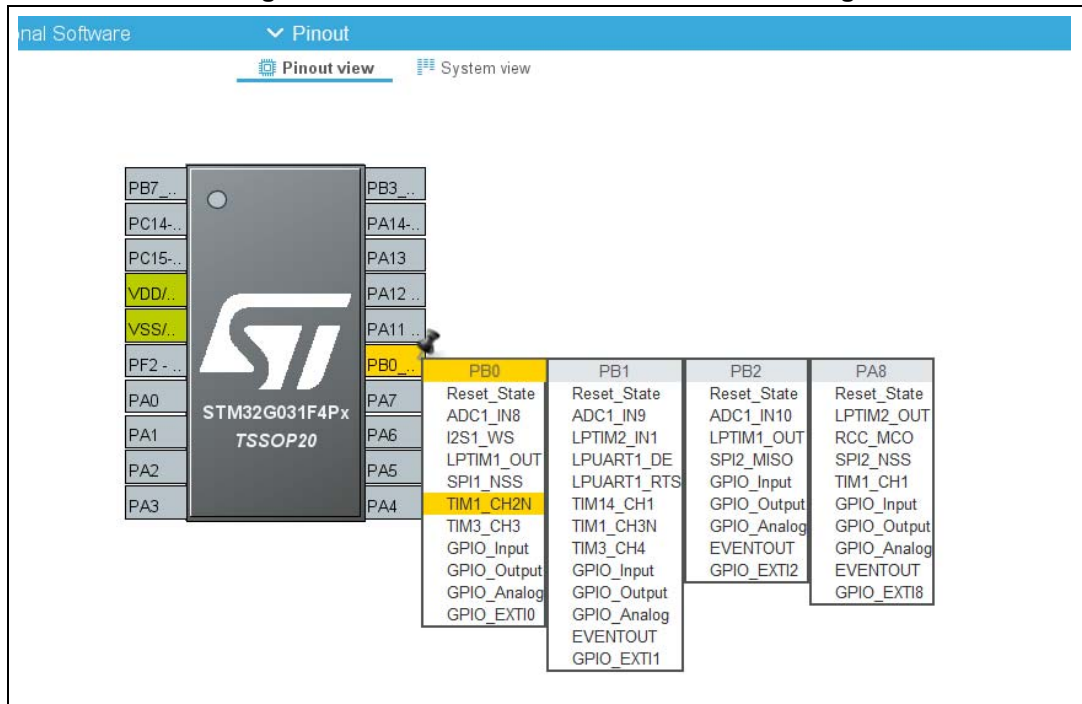 nal Software
Pinout
Pinout view
System view
PB7_..
PC14-..
PC15-..
VDD/..
VSS/..
PF2 - ..
PA0
PA1
PA2
PA3
ST
STM32G031F4Px
TSSOP20
PB3_..
PA14-..
PA13
PA12 ..
PA11 ..
PB0_..
PA7
PA6
PA5
PA4
PB0
Reset_State
ADC1_IN8
I2S1_WS
LPTIM1_OUT
SPI1_NSS
TIM1_CH2N
TIM3_CH3
GPIO_Input
GPIO_Output
GPIO_Analog
GPIO_EXTI0
PB1
Reset_State
ADC1_IN9
LPTIM2_IN1
LPUART1_DE
LPUART1_RTS
TIM14_CH1
TIM1_CH3N
TIM3_CH4
GPIO_Input
GPIO_Output
GPIO_Analog
EVENTOUT
GPIO_EXTI1
PB2
Reset_State
ADC1_IN10
LPTIM1_OUT
SPI2_MISO
GPIO_Input
GPIO_Output
GPIO_Analog
EVENTOUT
GPIO_EXTI2
PA8
Reset_State
LPTIM2_OUT
RCC_MCO
SPI2_NSS
TIM1_CH1
GPIO_Input
GPIO_Output
GPIO_Analog
EVENTOUT
GPIO_EXTI8